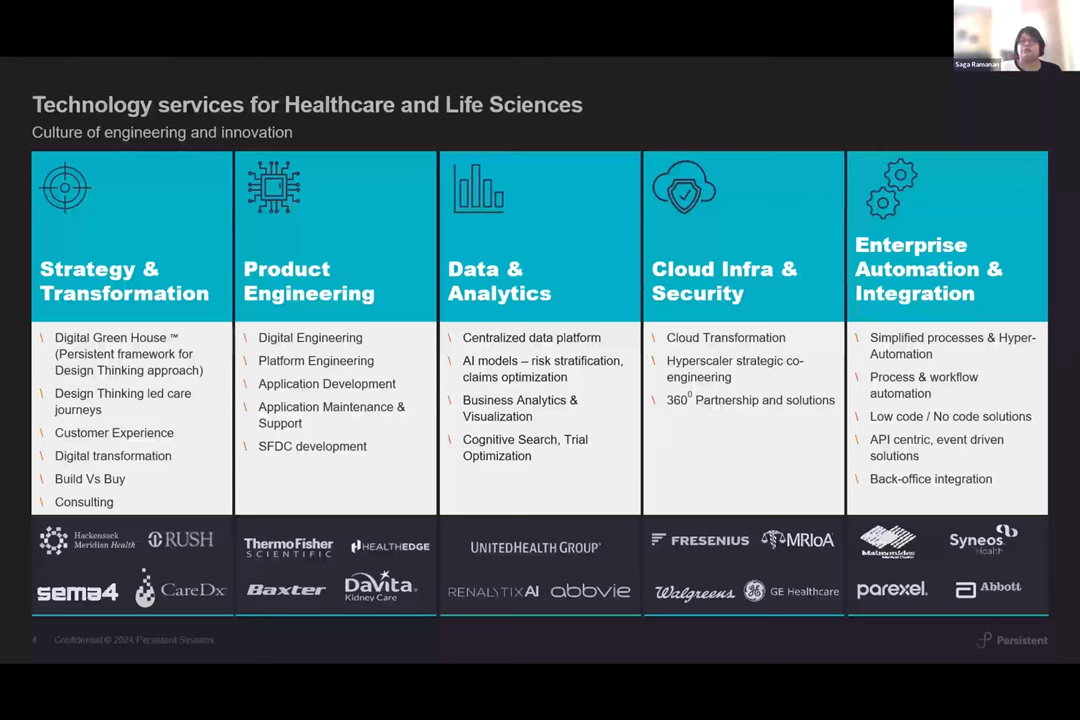 Saga Ramanan
Technology services for Healthcare and Life Sciences
Culture of engineering and innovation
Strategy &
Transformation
\ Digital Green House ™
(Persistent framework for
Design Thinking approach)
\ Design Thinking led care
journeys
\ Customer Experience
\ Digital transformation
\ Build Vs Buy
\ Consulting
Hackensack
Meridian Health
RUSH
sema4
CareDx
Product
Engineering
\ Digital Engineering
\ Platform Engineering
\ Application Development
\ Application Maintenance &
Support
\ SFDC development
ThermoFisher
SCIENTIFIC
HEALTHEDGE
Baxter
DaVita
Kidney Care
Data &
Analytics
\ Centralized data platform
\ AI models – risk stratification,
claims optimization
\ Business Analytics &
Visualization
\ Cognitive Search, Trial
Optimization
UNITEDHEALTH GROUP
RENALYTIXAI
abbvie
Cloud Infra &
Security
\ Cloud Transformation
\ Hyperscaler strategic co-
engineering
\ 360⁰ Partnership and solutions
FRESENIUS
MRIoA
Walgreens
GE Healthcare
Enterprise
Automation &
Integration
\ Simplified processes & Hyper-
Automation
\ Process & workflow
automation
\ Low code / No code solutions
\ API centric, event driven
solutions
\ Back-office integration
Maimonides
Medical Center
Syneos
Health
parexel.
Abbott
4 Confidential © 2024 Persistent Systems
Persistent